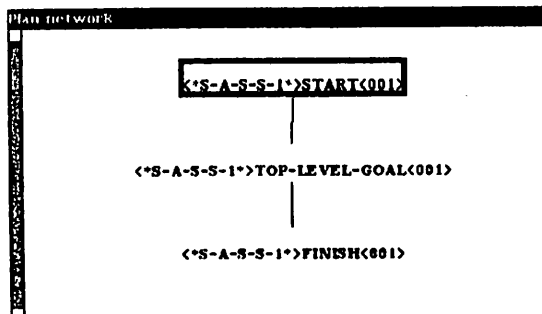 Plan network
<*S-A-S-S-1*>START<001>
<*S-A-S-S-1*>TOP-LEVEL-GOAL<001>
<*S-A-S-S-1*>FINISH<001>